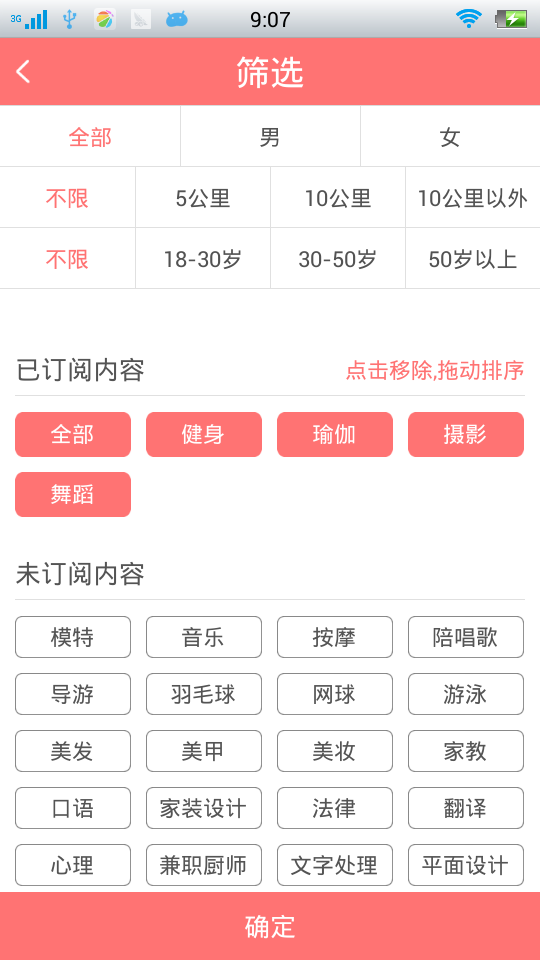 3G 9:07
筛选
全部 男 女
不限 5公里 10公里 10公里以外
不限 18-30岁 30-50岁 50岁以上
已订阅内容 点击移除,拖动排序
全部 健身 瑜伽 摄影
舞蹈
未订阅内容
模特 音乐 按摩 陪唱歌
导游 羽毛球 网球 游泳
美发 美甲 美妆 家教
口语 家装设计 法律 翻译
心理 兼职厨师 文字处理 平面设计
确定